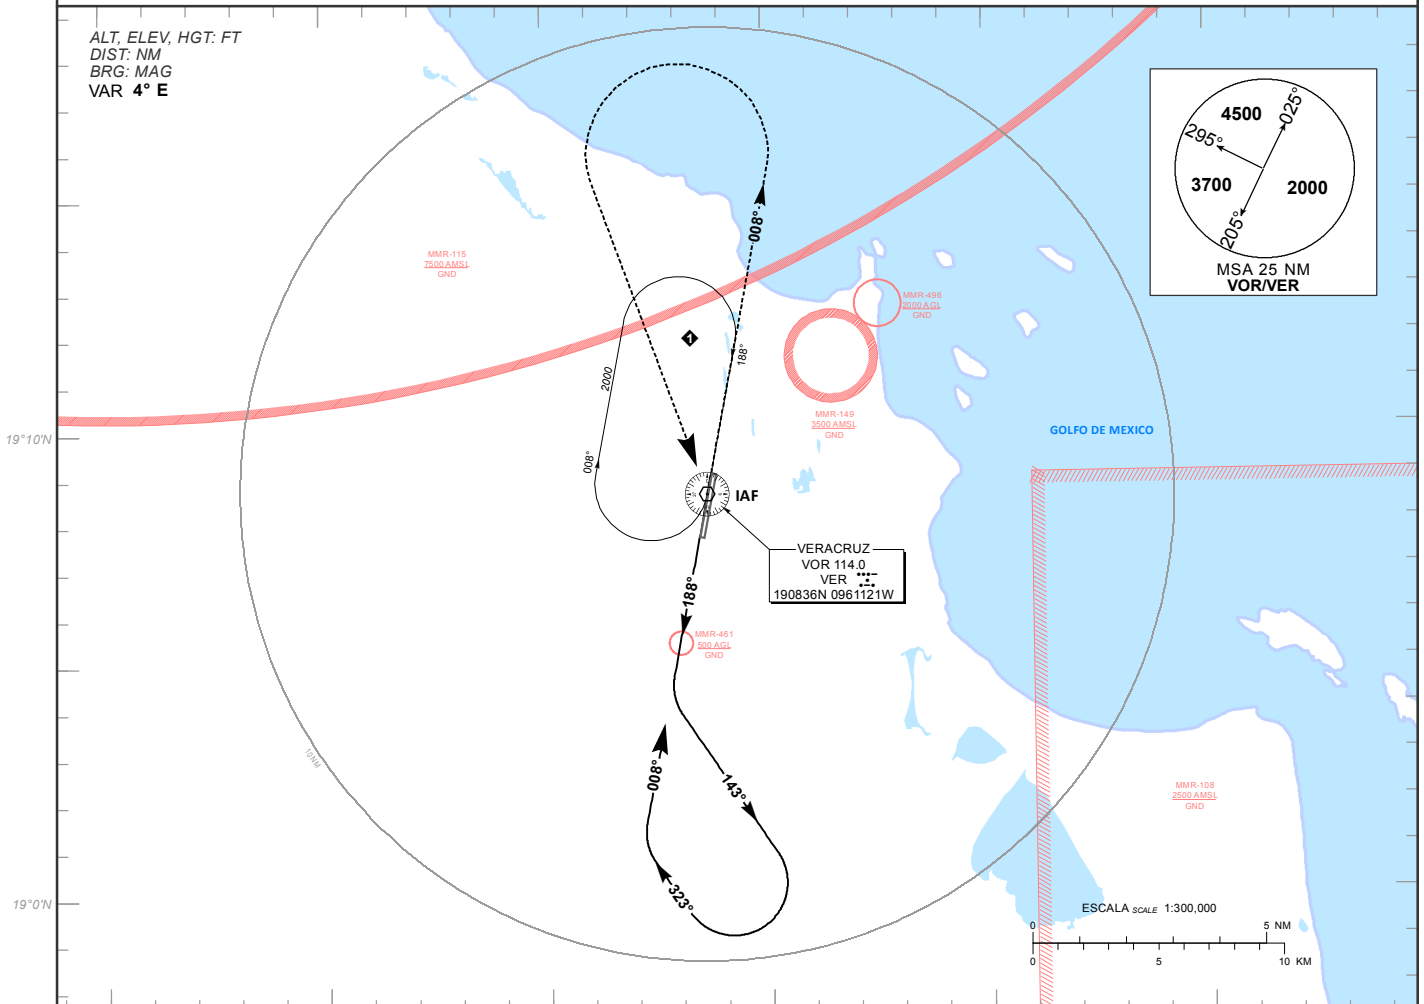 ALT, ELEV, HGT: FT
DIST: NM
BRG: MAG
VAR 4° E
4500
025°
295°
3700
2000
205°
MSA 25 NM
VOR/VER
008°
MMR-115
7500 AMSL
GND
MMR-496
2000 AGL
GND
1
188°
2000
MMR-149
3500 AMSL
GND
GOLFO DE MEXICO
19°10'N
008°
IAF
VERACRUZ
VOR 114.0
VER
190836N 0961121W
188°
MMR-461
500 AGL
GND
10 NM
008°
143°
MMR-108
2500 AMSL
GND
323°
19°0'N
ESCALA SCALE 1:300,000
0 5 NM
0 5 10 KM